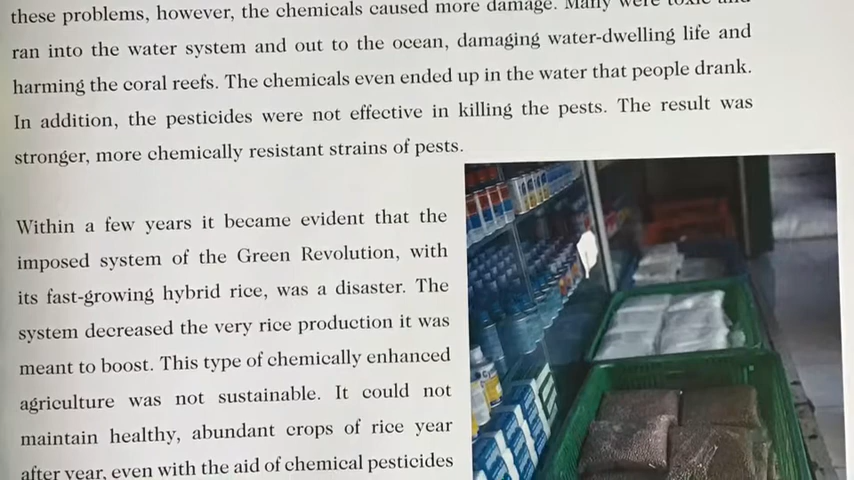 these problems, however, the chemicals caused more damage. Many were toxic and
ran into the water system and out to the ocean, damaging water-dwelling life and
harming the coral reefs. The chemicals even ended up in the water that people drank.
In addition, the pesticides were not effective in killing the pests. The result was
stronger, more chemically resistant strains of pests.
Within a few years it became evident that the
imposed system of the Green Revolution, with
its fast-growing hybrid rice, was a disaster. The
system decreased the very rice production it was
meant to boost. This type of chemically enhanced
agriculture was not sustainable. It could not
maintain healthy, abundant crops of rice year
after year, even with the aid of chemical pesticides